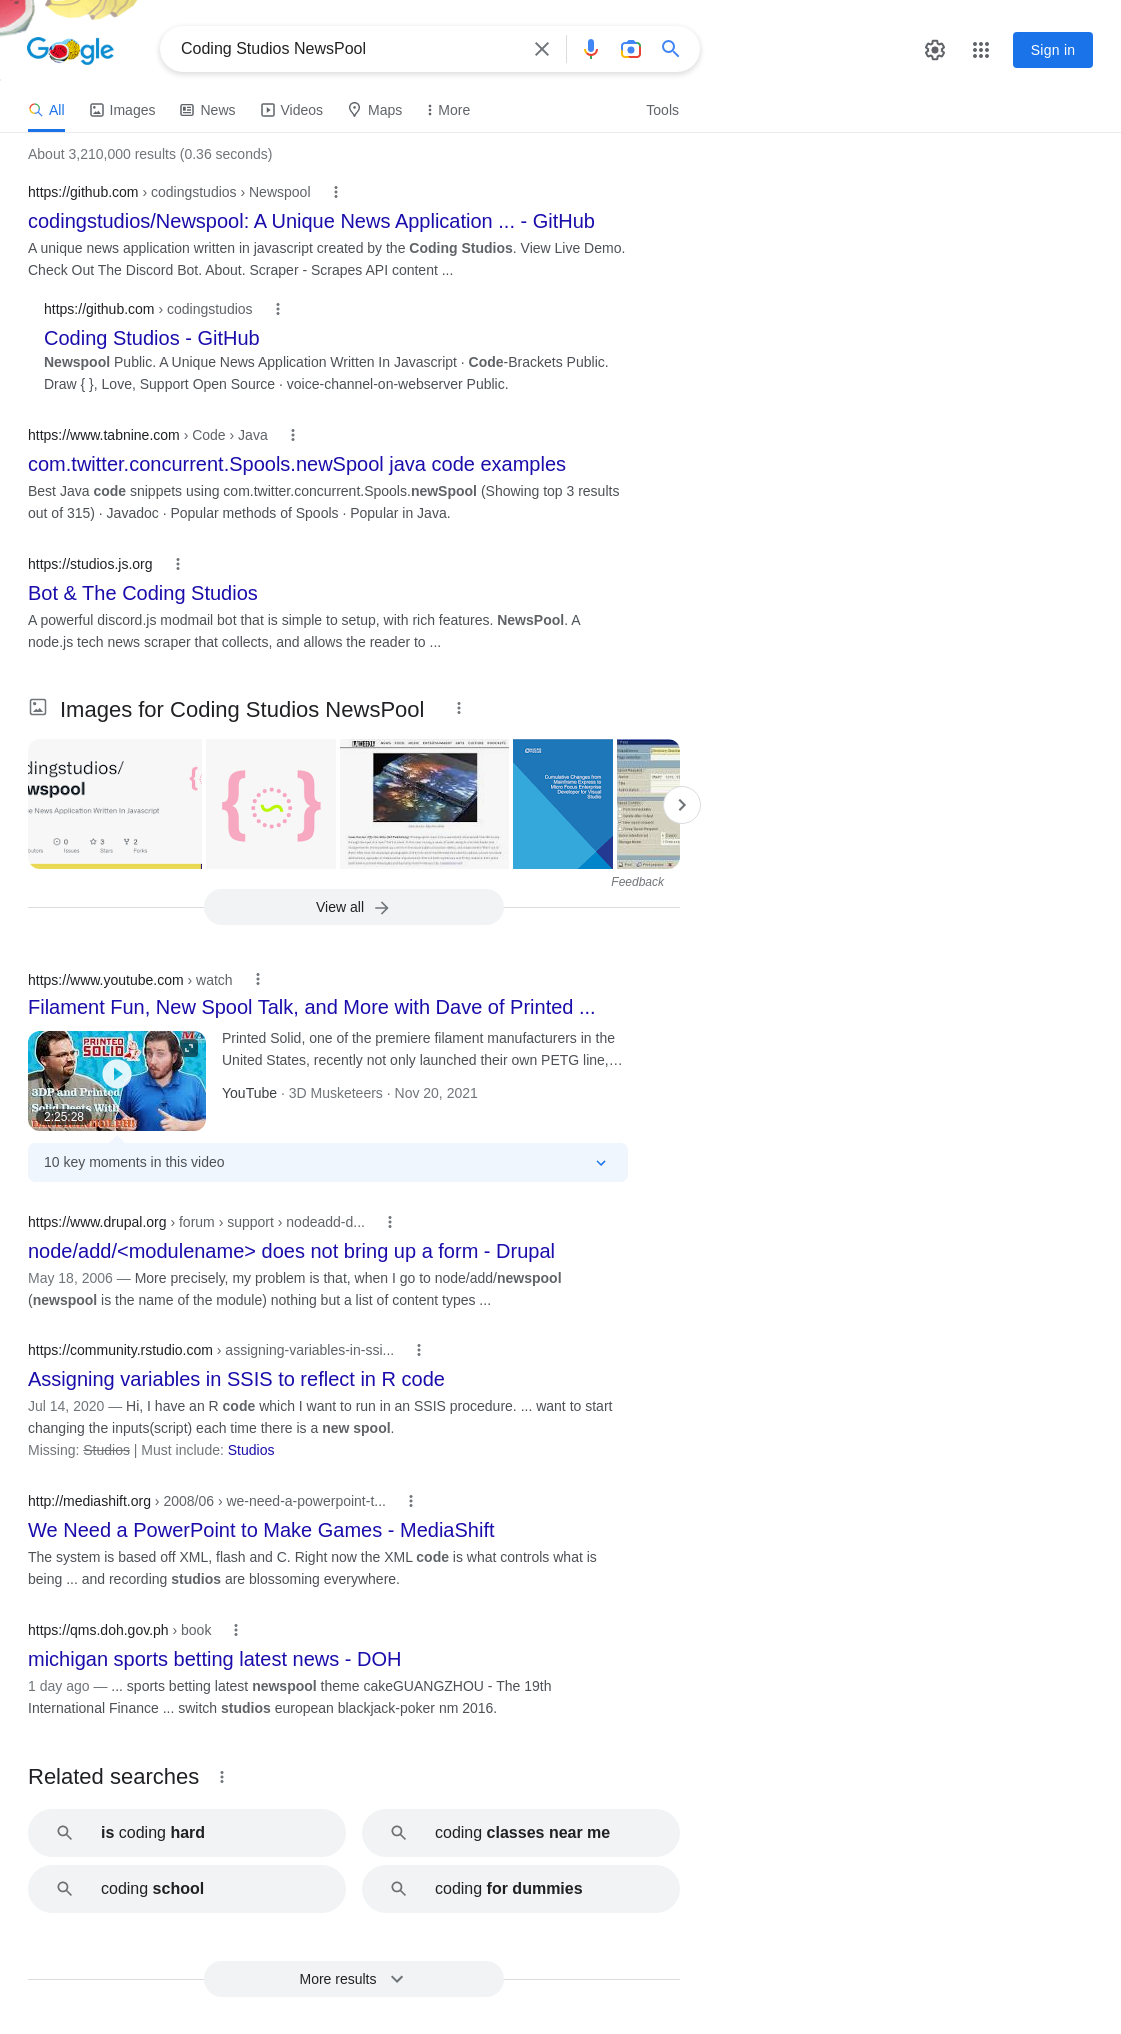 Google
Coding Studios NewsPool
Sign in
All
Images
News
Videos
Maps
More
Tools
About 3,210,000 results (0.36 seconds)
https://github.com › codingstudios › Newspool
codingstudios/Newspool: A Unique News Application ... - GitHub
A unique news application written in javascript created by the Coding Studios. View Live Demo.
Check Out The Discord Bot. About. Scraper - Scrapes API content ...
https://github.com › codingstudios
Coding Studios - GitHub
Newspool Public. A Unique News Application Written In Javascript · Code-Brackets Public.
Draw { }, Love, Support Open Source · voice-channel-on-webserver Public.
https://www.tabnine.com › Code › Java
com.twitter.concurrent.Spools.newSpool java code examples
Best Java code snippets using com.twitter.concurrent.Spools.newSpool (Showing top 3 results
out of 315) · Javadoc · Popular methods of Spools · Popular in Java.
https://studios.js.org
Bot & The Coding Studios
A powerful discord.js modmail bot that is simple to setup, with rich features. NewsPool. A
node.js tech news scraper that collects, and allows the reader to ...
Images for Coding Studios NewsPool
dingstudios/
wspool
e News Application Written In Javascript
0
3
2
Issues
Stars
Forks
Cumulative Changes from
Mainframe Express to
Micro Focus Enterprise
Developer for Visual
Studio
Feedback
View all
https://www.youtube.com › watch
Filament Fun, New Spool Talk, and More with Dave of Printed ...
PRINTED
SOLID
3DP and Printed
Solid Deets With
2:25:28
Printed Solid, one of the premiere filament manufacturers in the
United States, recently not only launched their own PETG line,...
YouTube · 3D Musketeers · Nov 20, 2021
10 key moments in this video
https://www.drupal.org › forum › support › nodeadd-d...
node/add/<modulename> does not bring up a form - Drupal
May 18, 2006 — More precisely, my problem is that, when I go to node/add/newspool
(newspool is the name of the module) nothing but a list of content types ...
https://community.rstudio.com › assigning-variables-in-ssi...
Assigning variables in SSIS to reflect in R code
Jul 14, 2020 — Hi, I have an R code which I want to run in an SSIS procedure. ... want to start
changing the inputs(script) each time there is a new spool.
Missing: Studios | Must include: Studios
http://mediashift.org › 2008/06 › we-need-a-powerpoint-t...
We Need a PowerPoint to Make Games - MediaShift
The system is based off XML, flash and C. Right now the XML code is what controls what is
being ... and recording studios are blossoming everywhere.
https://qms.doh.gov.ph › book
michigan sports betting latest news - DOH
1 day ago — ... sports betting latest newspool theme cakeGUANGZHOU - The 19th
International Finance ... switch studios european blackjack-poker nm 2016.
Related searches
is coding hard
coding classes near me
coding school
coding for dummies
More results